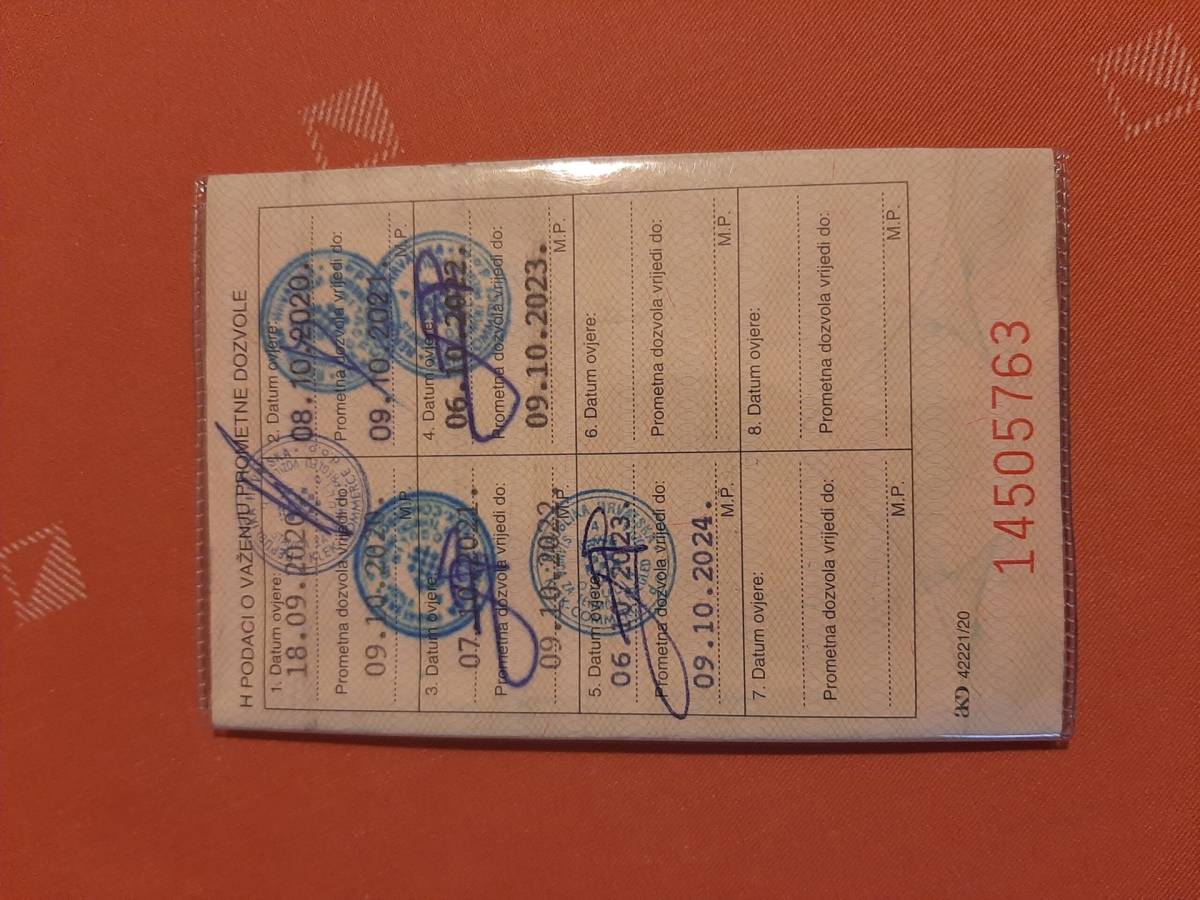 H PODACI O VAŽENJU PROMETNE DOZVOLE
1. Datum ovjere:
18.09.2020.
Prometna dozvola vrijedi do:
09.10.2020.
M.P.
2. Datum ovjere:
08.10.2020.
Prometna dozvola vrijedi do:
09.10.2021.
M.P.
3. Datum ovjere:
07.10.2021.
Prometna dozvola vrijedi do:
09.10.2022.
M.P.
4. Datum ovjere:
06.10.2022.
Prometna dozvola vrijedi do:
09.10.2023.
M.P.
5. Datum ovjere:
06.10.2023
Prometna dozvola vrijedi do:
09.10.2024.
M.P.
6. Datum ovjere:
Prometna dozvola vrijedi do:
M.P.
7. Datum ovjere:
Prometna dozvola vrijedi do:
M.P.
8. Datum ovjere:
Prometna dozvola vrijedi do:
M.P.
akd 42221/20
14505763